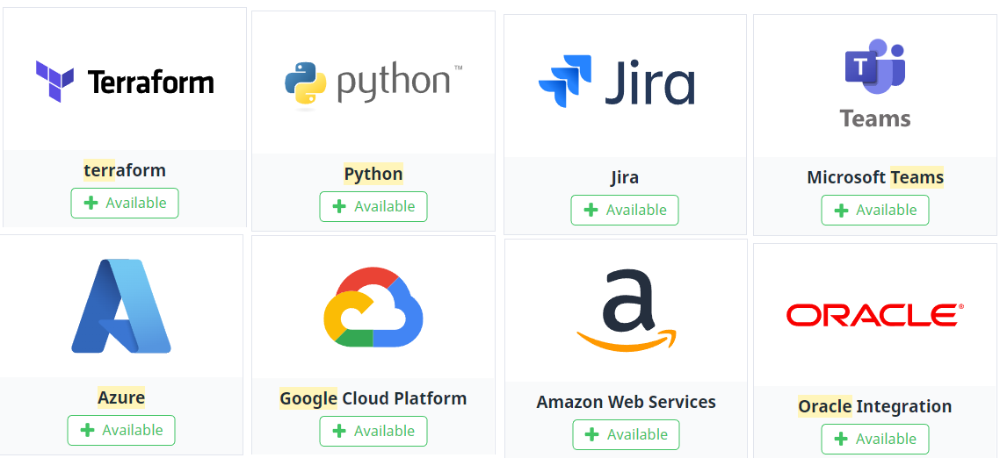 Terraform
terraform
Available
python™
Python
Available
Jira
Jira
Available
T
Teams
Microsoft Teams
Available
Azure
Available
Google Cloud Platform
Available
a
Amazon Web Services
Available
ORACLE®
Oracle Integration
Available